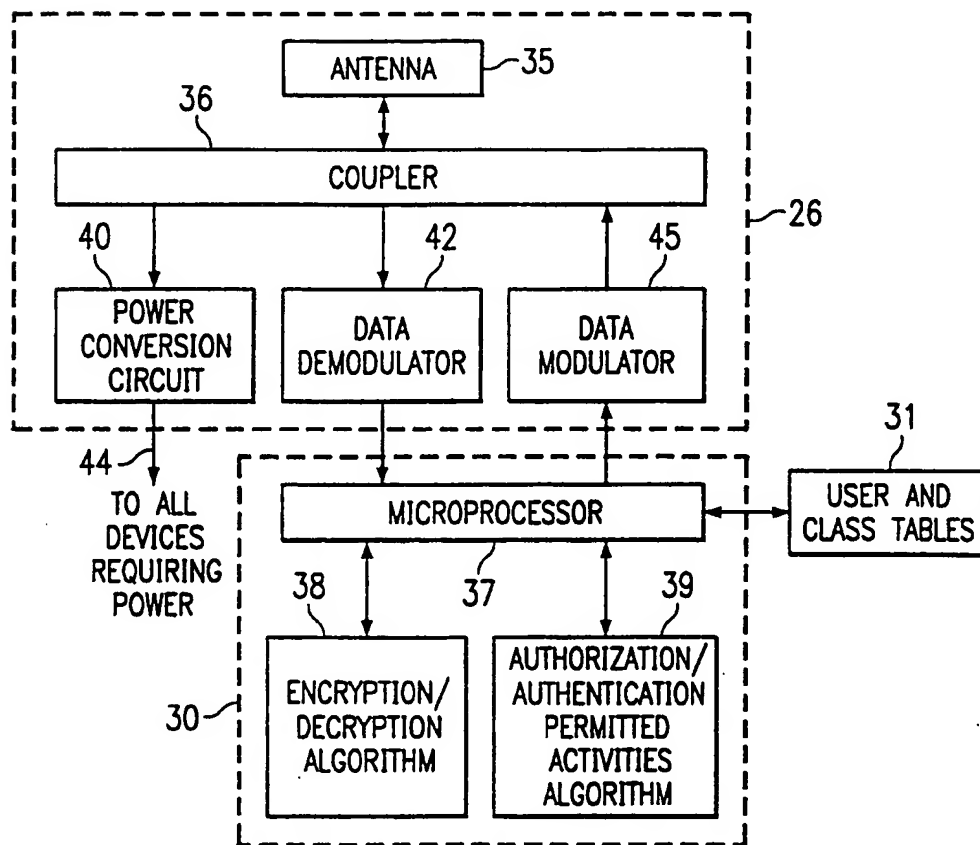 ANTENNA
35
36
COUPLER
26
40
42
45
POWER
CONVERSION
CIRCUIT
DATA
DEMODULATOR
DATA
MODULATOR
44
TO ALL
DEVICES
REQUIRING
POWER
31
USER AND
CLASS TABLES
MICROPROCESSOR
37
38
39
ENCRYPTION/
DECRYPTION
ALGORITHM
AUTHORIZATION/
AUTHENTICATION
PERMITTED
ACTIVITIES
ALGORITHM
30